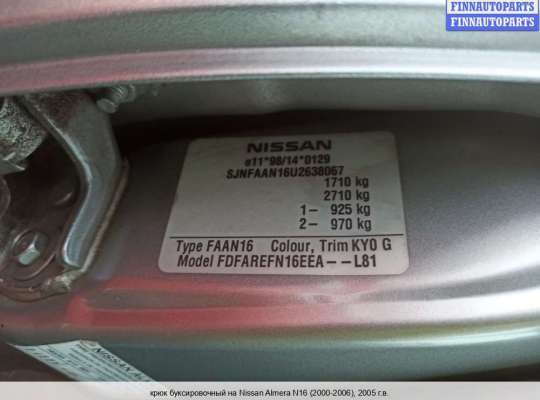 FINNAUTOPARTS
FINNAUTOPARTS
NISSAN
e11*98/14*0129
SJNFAAN16U2638067
1710 kg
2710 kg
1- 925 kg
2- 970 kg
Type FAAN16 Colour, Trim KY0 G
Model FDFAREFN16EEA--L81
NISSAN
крюк буксировочный на Nissan Almera N16 (2000-2006), 2005 г.в.